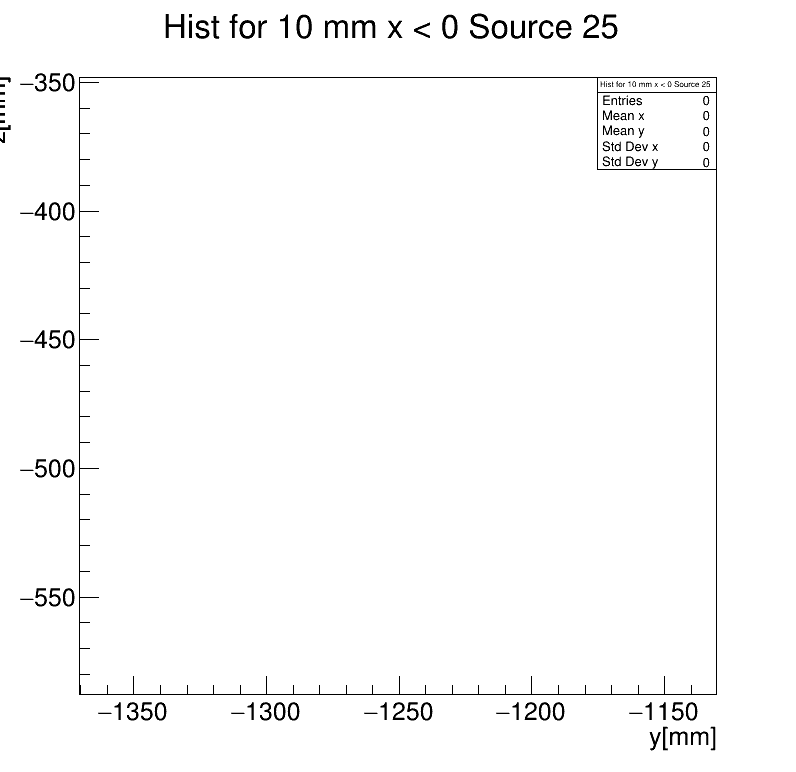 Hist for 10 mm x < 0 Source 25
z[mm]
−350
−400
−450
−500
−550
Hist for 10 mm x < 0 Source 25
Entries 0
Mean x 0
Mean y 0
Std Dev x 0
Std Dev y 0
−1350 −1300 −1250 −1200 −1150
y[mm]